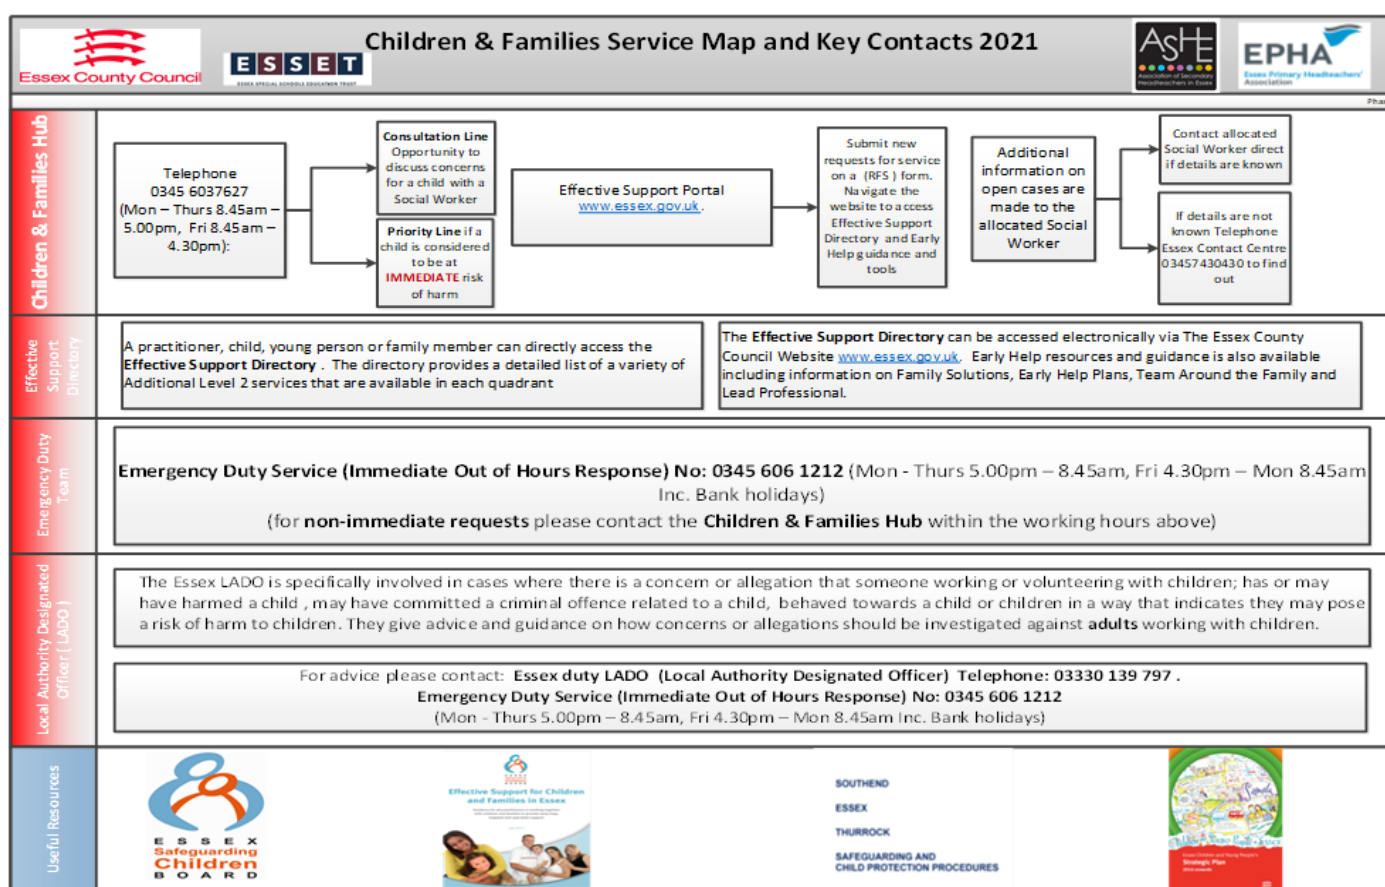 Children & Families Service Map and Key Contacts 2021
Essex County Council
ESSET
ESSEX SPECIAL SCHOOLS EDUCATION TRUST
ASHE
Association of Secondary
Headteachers in Essex
EPHA
Essex Primary Headteachers'
Association
Phar
Children & Families Hub
Telephone
0345 6037627
(Mon – Thurs 8.45am –
5.00pm, Fri 8.45am –
4.30pm):
Consultation Line
Opportunity to
discuss concerns
for a child with a
Social Worker
Priority Line if a
child is considered
to be at
IMMEDIATE risk
of harm
Effective Support Portal
www.essex.gov.uk .
Submit new
requests for service
on a (RFS ) form.
Navigate the
website to access
Effective Support
Directory and Early
Help guidance and
tools
Additional
information on
open cases are
made to the
allocated Social
Worker
Contact allocated
Social Worker direct
if details are known
If details are not
known Telephone
Essex Contact Centre
03457430430 to find
out
Effective
Support
Directory
A practitioner, child, young person or family member can directly access the
Effective Support Directory . The directory provides a detailed list of a variety of
Additional Level 2 services that are available in each quadrant
The Effective Support Directory can be accessed electronically via The Essex County
Council Website www.essex.gov.uk. Early Help resources and guidance is also available
including information on Family Solutions, Early Help Plans, Team Around the Family and
Lead Professional.
Emergency Duty
Team
Emergency Duty Service (Immediate Out of Hours Response) No: 0345 606 1212 (Mon - Thurs 5.00pm – 8.45am, Fri 4.30pm – Mon 8.45am
Inc. Bank holidays)
(for non-immediate requests please contact the Children & Families Hub within the working hours above)
Local Authority Designated
Officer ( LADO )
The Essex LADO is specifically involved in cases where there is a concern or allegation that someone working or volunteering with children; has or may
have harmed a child , may have committed a criminal offence related to a child, behaved towards a child or children in a way that indicates they may pose
a risk of harm to children. They give advice and guidance on how concerns or allegations should be investigated against adults working with children.
For advice please contact: Essex duty LADO (Local Authority Designated Officer) Telephone: 03330 139 797 .
Emergency Duty Service (Immediate Out of Hours Response) No: 0345 606 1212
(Mon - Thurs 5.00pm – 8.45am, Fri 4.30pm – Mon 8.45am Inc. Bank holidays)
Useful Resources
ESSEX
Safeguarding
Children
BOARD
Effective Support for Children
and Families in Essex
SOUTHEND
ESSEX
THURROCK
SAFEGUARDING AND
CHILD PROTECTION PROCEDURES
Essex Children and Young People's
Strategic Plan